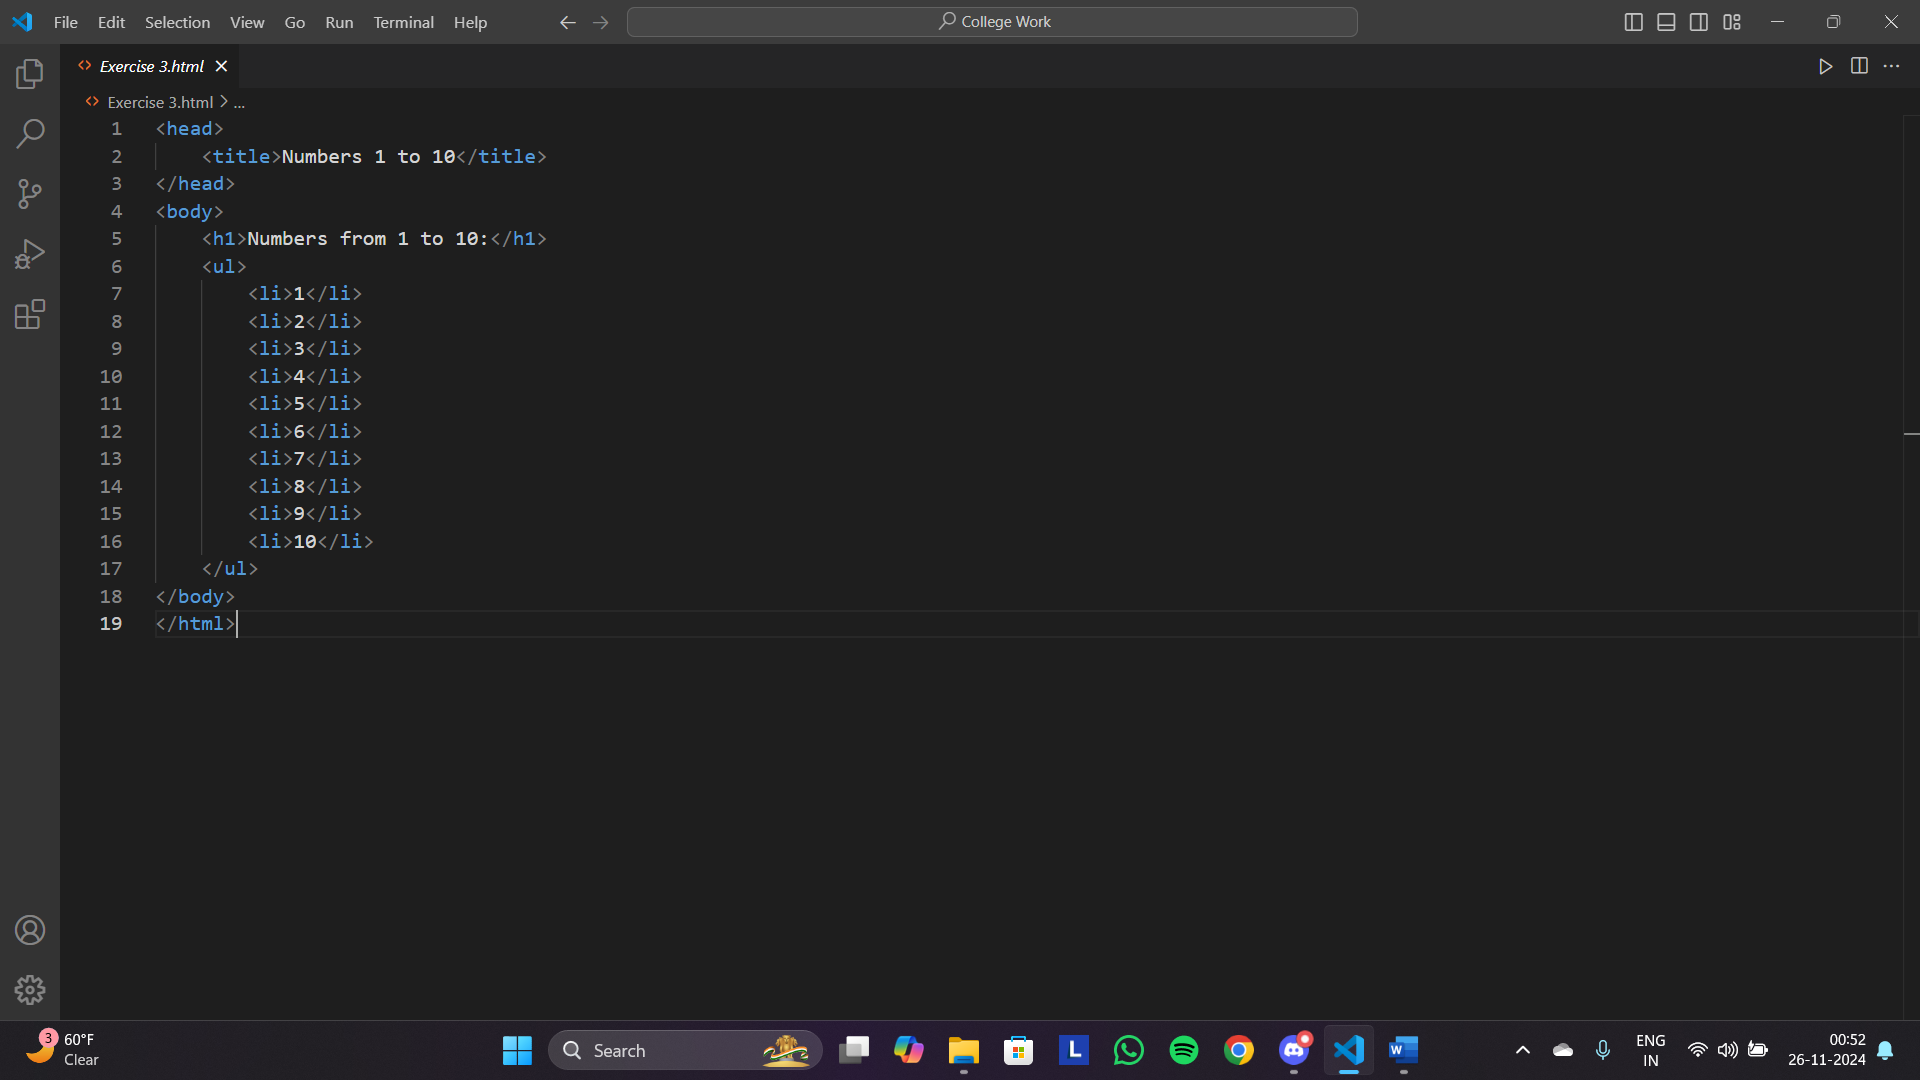 File Edit Selection View Go Run Terminal Help College Work
Exercise 3.html
Exercise 3.html > ...
1 <head>
2 <title>Numbers 1 to 10</title>
3 </head>
4 <body>
5 <h1>Numbers from 1 to 10:</h1>
6 <ul>
7 <li>1</li>
8 <li>2</li>
9 <li>3</li>
10 <li>4</li>
11 <li>5</li>
12 <li>6</li>
13 <li>7</li>
14 <li>8</li>
15 <li>9</li>
16 <li>10</li>
17 </ul>
18 </body>
19 </html>
3 60°F
Clear
Search
L
W
ENG
IN
00:52
26-11-2024